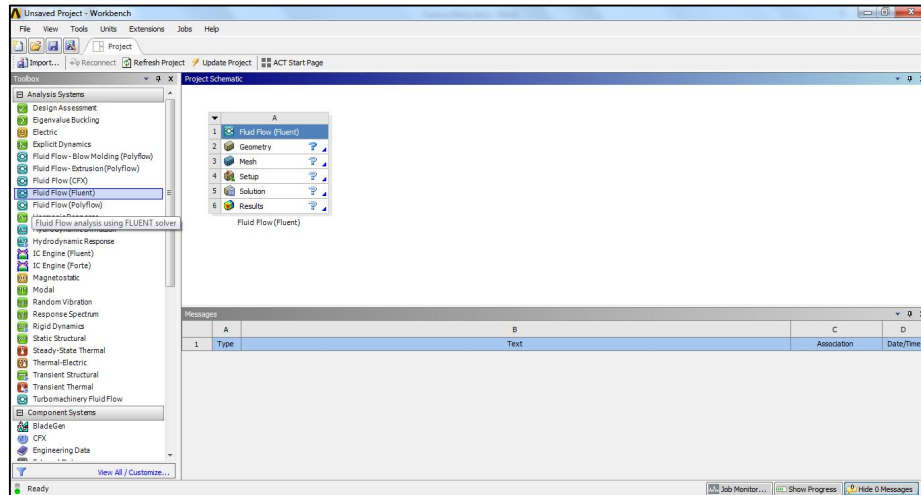 Unsaved Project - Workbench
File View Tools Units Extensions Jobs Help
Project
Import... Reconnect Refresh Project Update Project ACT Start Page
Toolbox
Project Schematic
Analysis Systems
Design Assessment
Eigenvalue Buckling
Electric
Explicit Dynamics
Fluid Flow - Blow Molding (Polyflow)
Fluid Flow - Extrusion (Polyflow)
Fluid Flow (CFX)
Fluid Flow (Fluent)
Fluid Flow (Polyflow)
Fluid Flow analysis using FLUENT solver
Hydrodynamic Response
IC Engine (Fluent)
IC Engine (Forte)
Magnetostatic
Modal
Random Vibration
Response Spectrum
Rigid Dynamics
Static Structural
Steady-State Thermal
Thermal-Electric
Transient Structural
Transient Thermal
Turbomachinery Fluid Flow
Component Systems
BladeGen
CFX
Engineering Data
View All / Customize...
A
1 Fluid Flow (Fluent)
2 Geometry ?
3 Mesh ?
4 Setup ?
5 Solution ?
6 Results ?
Fluid Flow (Fluent)
Messages
A B C D
1 Type Text Association Date/Time
Ready
Job Monitor... Show Progress Hide 0 Messages